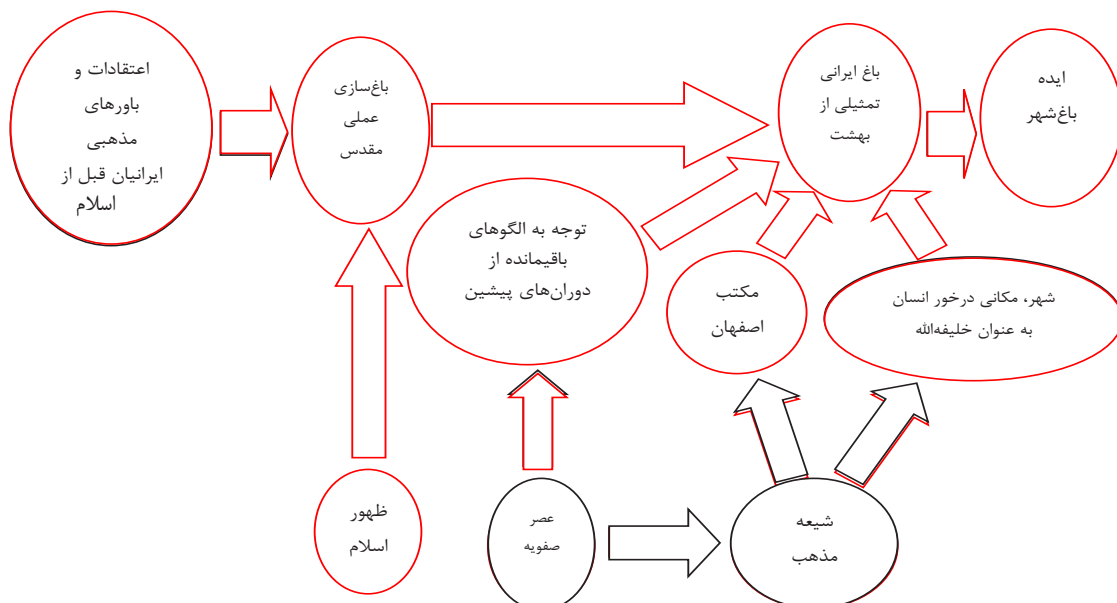 اعتقادات و
باورهای
مذهبی
ایرانیان قبل از
اسلام
باغ‌سازی
عملی
مقدس
باغ ایرانی
تمثیلی از
بهشت
ایده
باغ‌شهر
توجه به الگوهای
باقیمانده از
دوران‌های پیشین
مکتب
اصفهان
شهر، مکانی درخور انسان
به عنوان خلیفه‌الله
ظهور
اسلام
عصر
صفویه
شیعه
مذهب